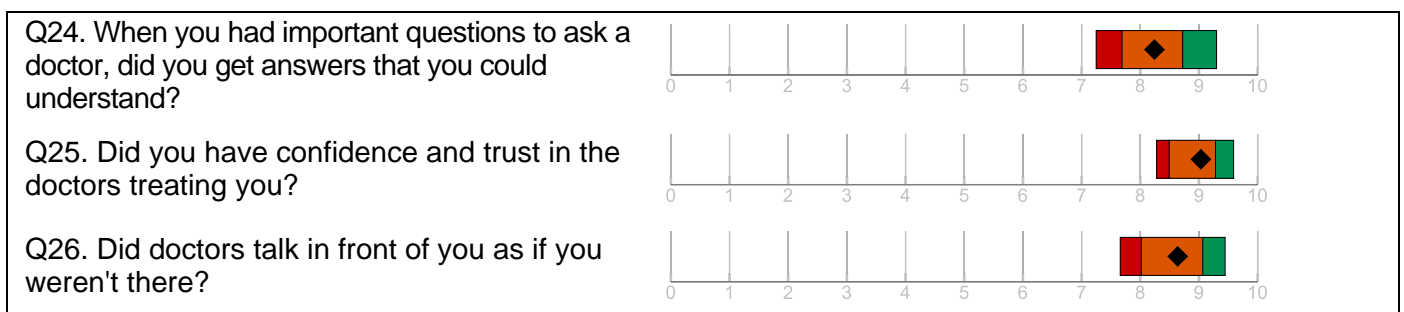 Q24. When you had important questions to ask a
doctor, did you get answers that you could
understand?
0 1 2 3 4 5 6 7 8 9 10
Q25. Did you have confidence and trust in the
doctors treating you?
0 1 2 3 4 5 6 7 8 9 10
Q26. Did doctors talk in front of you as if you
weren't there?
0 1 2 3 4 5 6 7 8 9 10